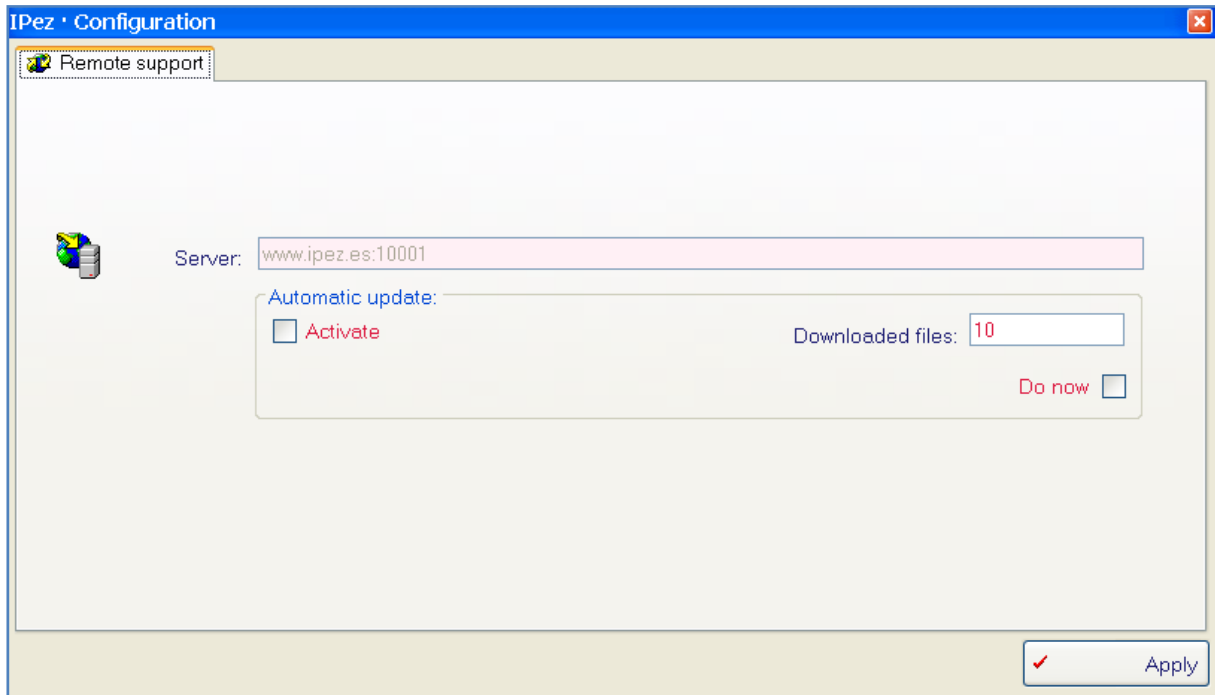 IPez · Configuration
Remote support
Server: www.ipez.es:10001
Automatic update:
Activate
Downloaded files: 10
Do now
Apply